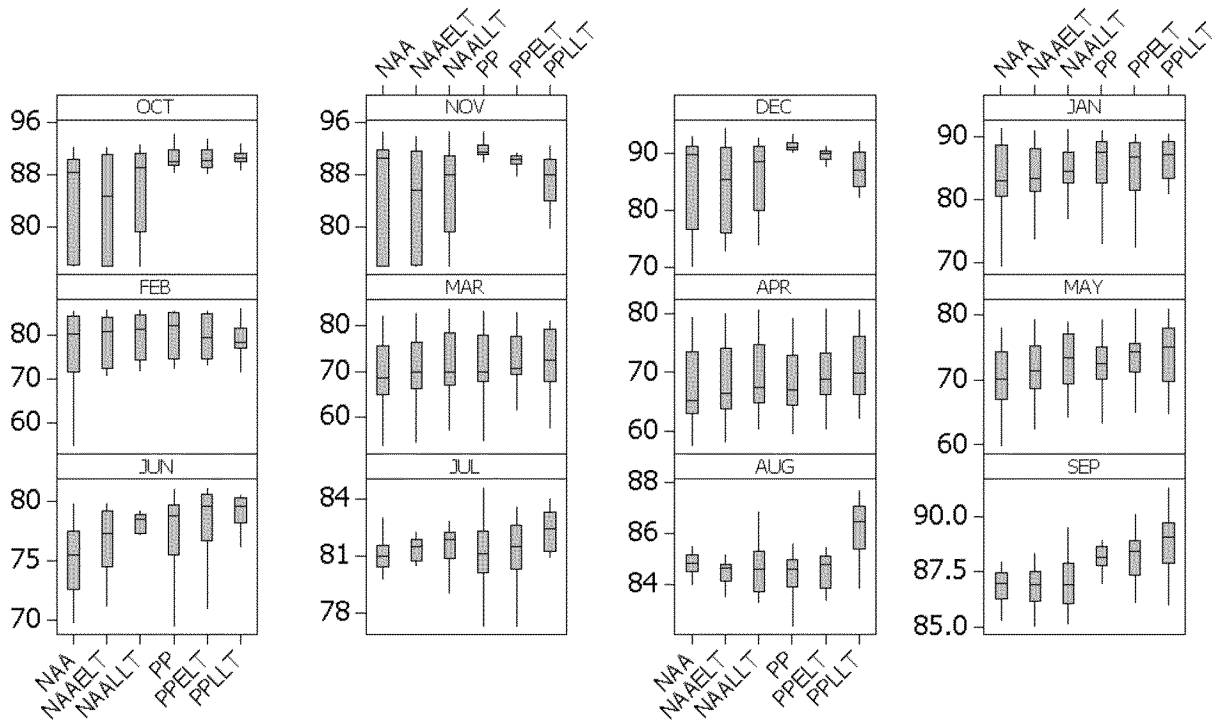 NAA NAAELT NAALLT PP PPELT PPLLT NAA NAAELT NAALLT PP PPELT PPLLT
OCT NOV DEC JAN
96 96 90 90
88 88 80 80
80 80 70 70
FEB MAR APR MAY
80 80 80 80
70 70 70 70
60 60 60 60
JUN JUL AUG SEP
80 84 88 90.0
75 81 86 87.5
70 78 84 85.0
NAA NAAELT NAALLT PP PPELT PPLLT NAA NAAELT NAALLT PP PPELT PPLLT